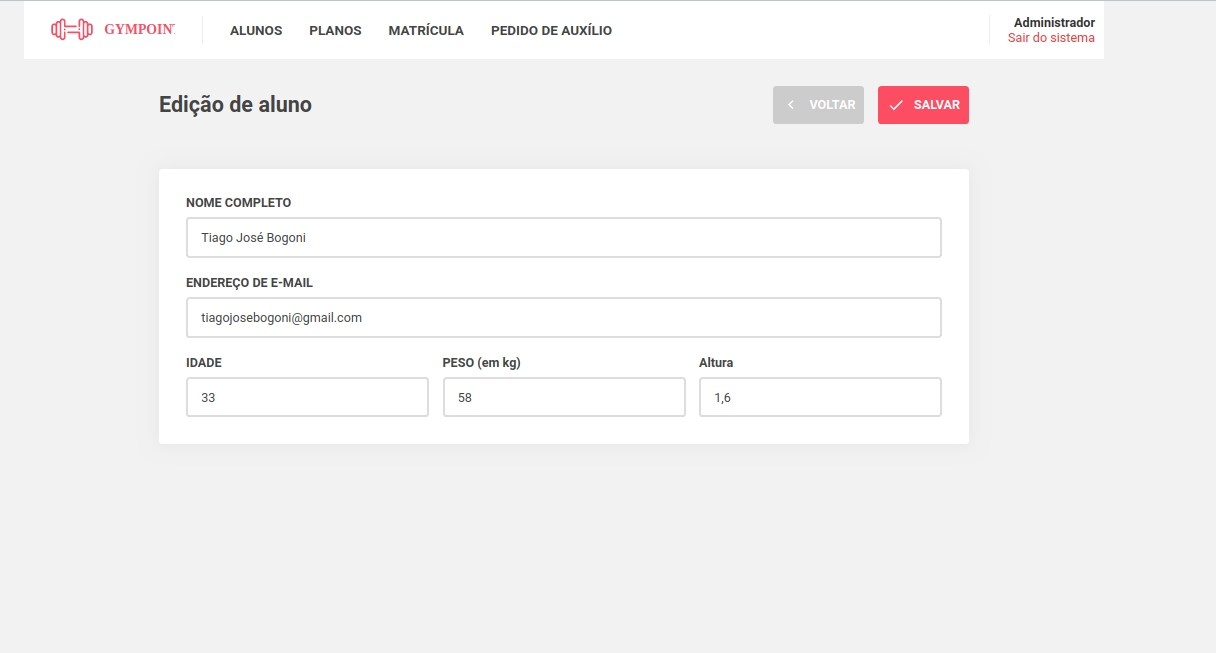 GYMPOINT ALUNOS PLANOS MATRÍCULA PEDIDO DE AUXÍLIO Administrador
Sair do sistema
Edição de aluno VOLTAR SALVAR
NOME COMPLETO
Tiago José Bogoni
ENDEREÇO DE E-MAIL
tiagojosebogoni@gmail.com
IDADE PESO (em kg) Altura
33 58 1,6